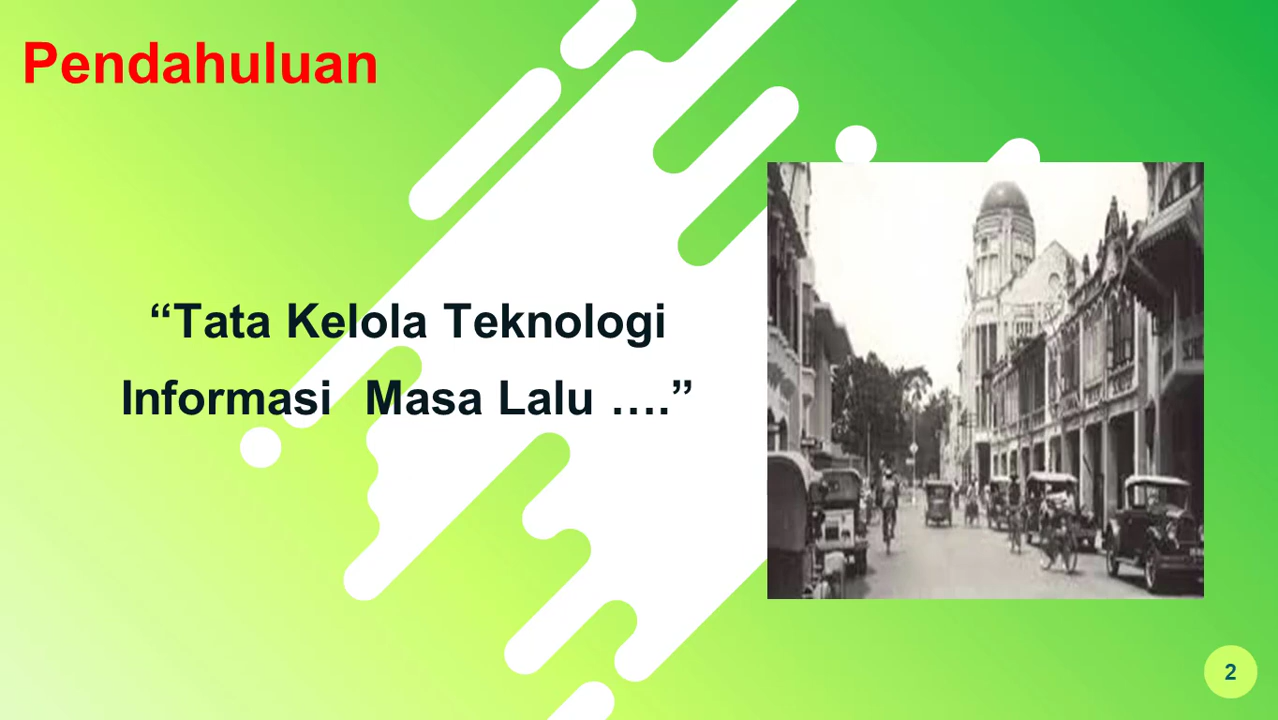 Pendahuluan
“Tata Kelola Teknologi
Informasi  Masa Lalu ….”
2